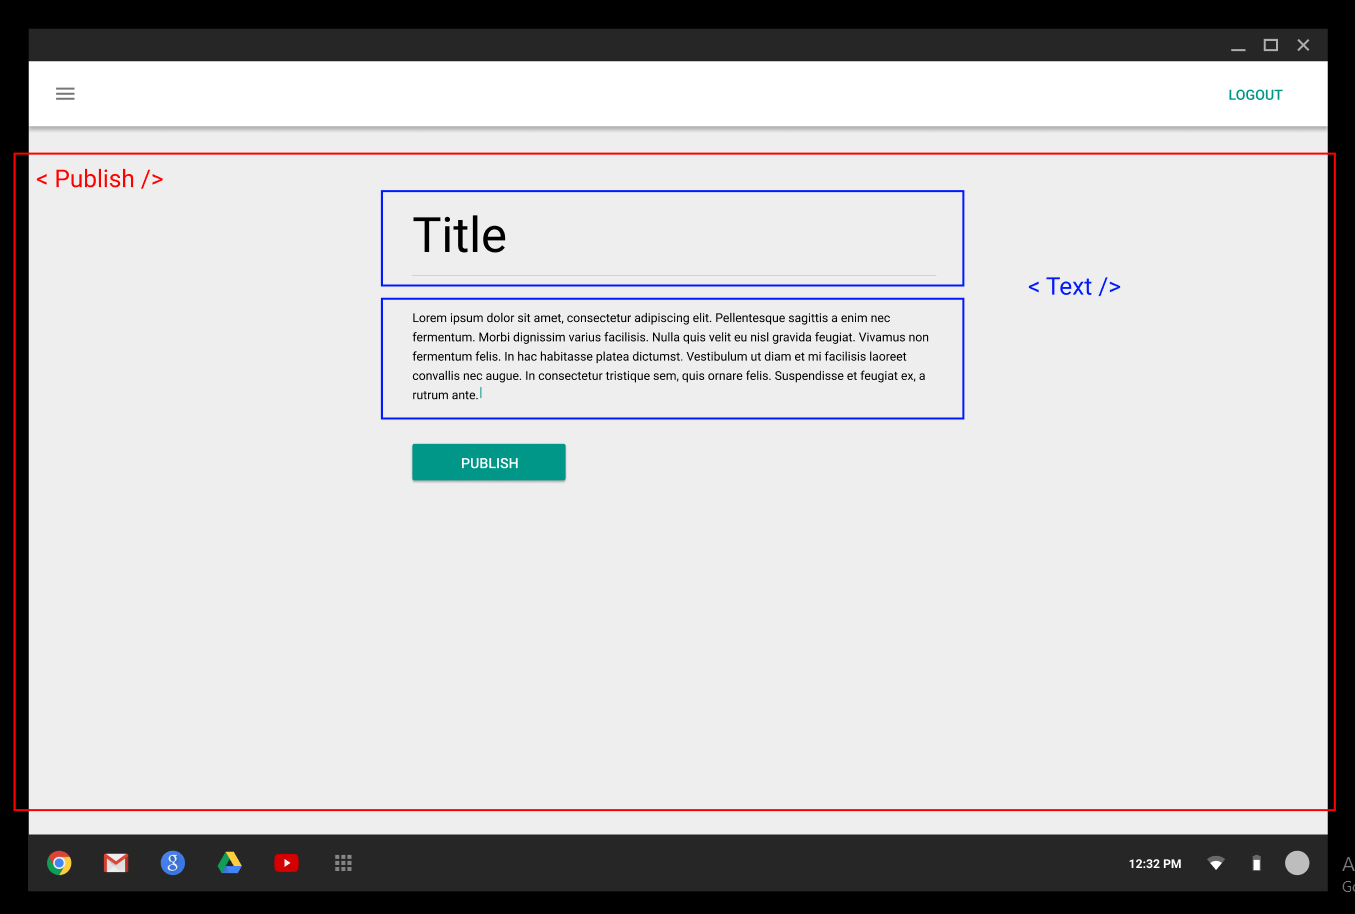 LOGOUT
< Publish />
Title
< Text />
Lorem ipsum dolor sit amet, consectetur adipiscing elit. Pellentesque sagittis a enim nec
fermentum. Morbi dignissim varius facilisis. Nulla quis velit eu nisl gravida feugiat. Vivamus non
fermentum felis. In hac habitasse platea dictumst. Vestibulum ut diam et mi facilisis laoreet
convallis nec augue. In consectetur tristique sem, quis ornare felis. Suspendisse et feugiat ex, a
rutrum ante.
PUBLISH
g
12:32 PM